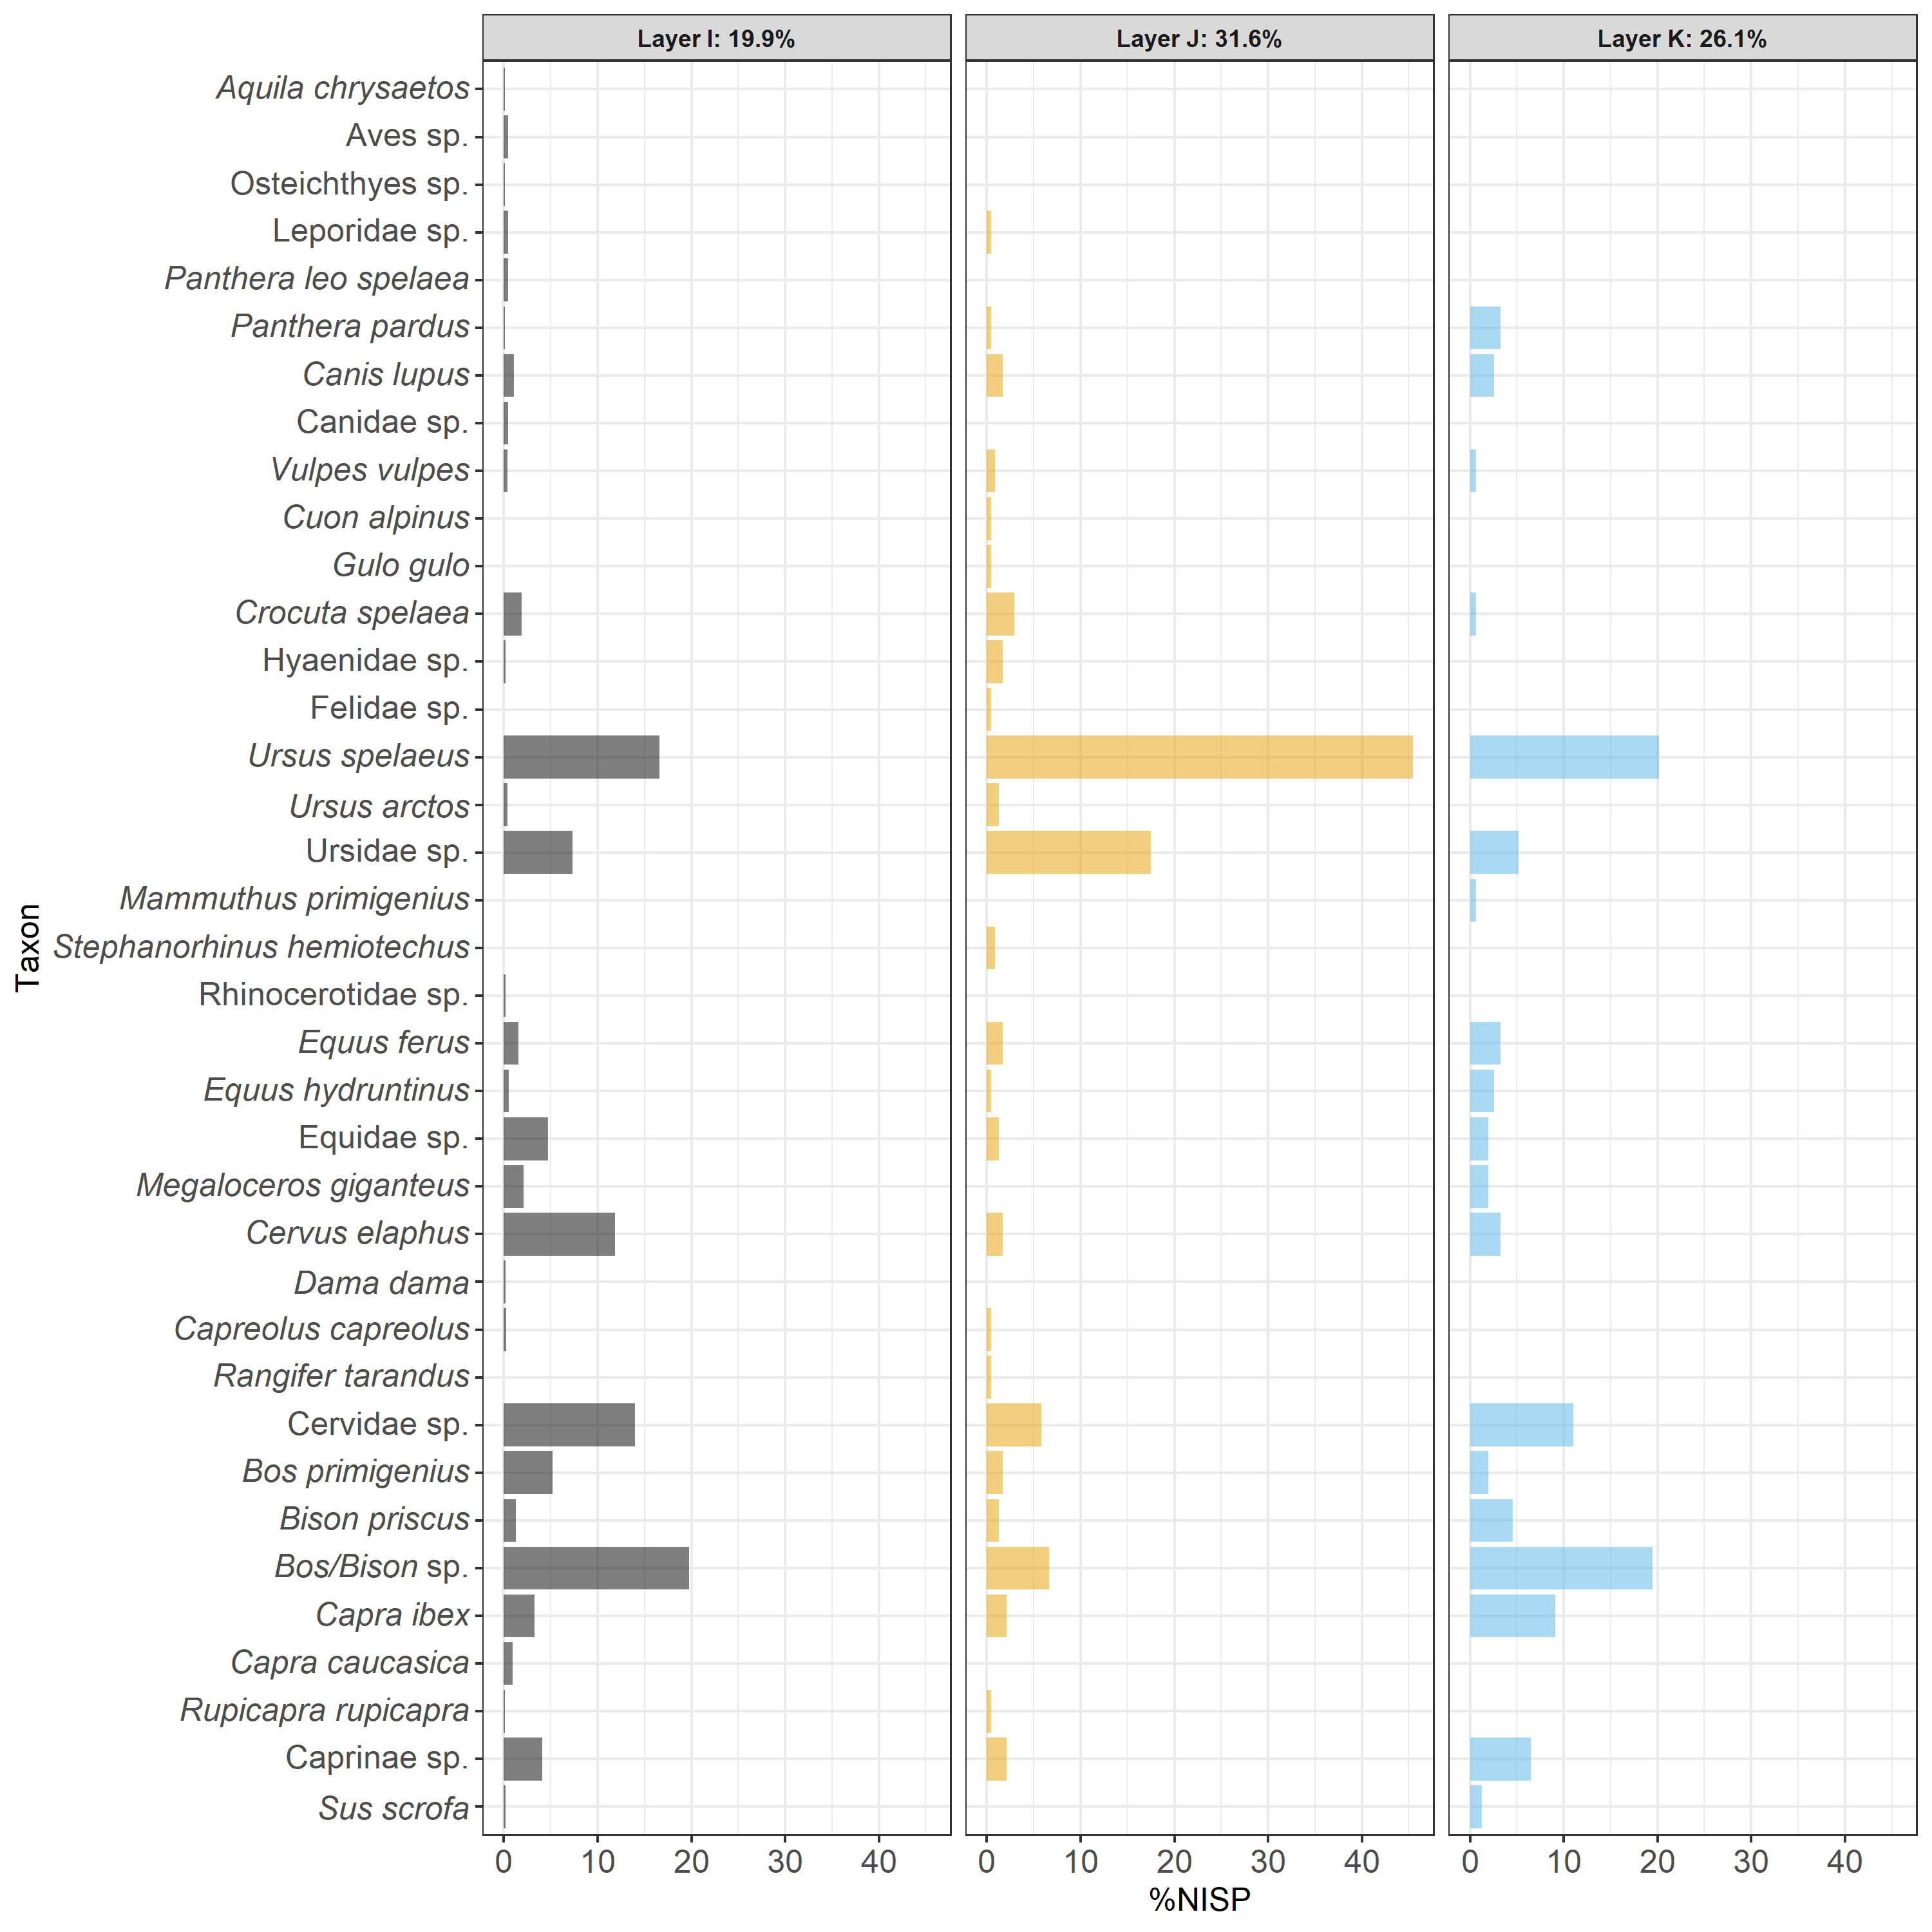 Layer I: 19.9%
Layer J: 31.6%
Layer K: 26.1%
Taxon
Aquila chrysaetos
Aves sp.
Osteichthyes sp.
Leporidae sp.
Panthera leo spelaea
Panthera pardus
Canis lupus
Canidae sp.
Vulpes vulpes
Cuon alpinus
Gulo gulo
Crocuta spelaea
Hyaenidae sp.
Felidae sp.
Ursus spelaeus
Ursus arctos
Ursidae sp.
Mammuthus primigenius
Stephanorhinus hemiotechus
Rhinocerotidae sp.
Equus ferus
Equus hydruntinus
Equidae sp.
Megaloceros giganteus
Cervus elaphus
Dama dama
Capreolus capreolus
Rangifer tarandus
Cervidae sp.
Bos primigenius
Bison priscus
Bos/Bison sp.
Capra ibex
Capra caucasica
Rupicapra rupicapra
Caprinae sp.
Sus scrofa
0 10 20 30 40
0 10 20 30 40
0 10 20 30 40
%NISP